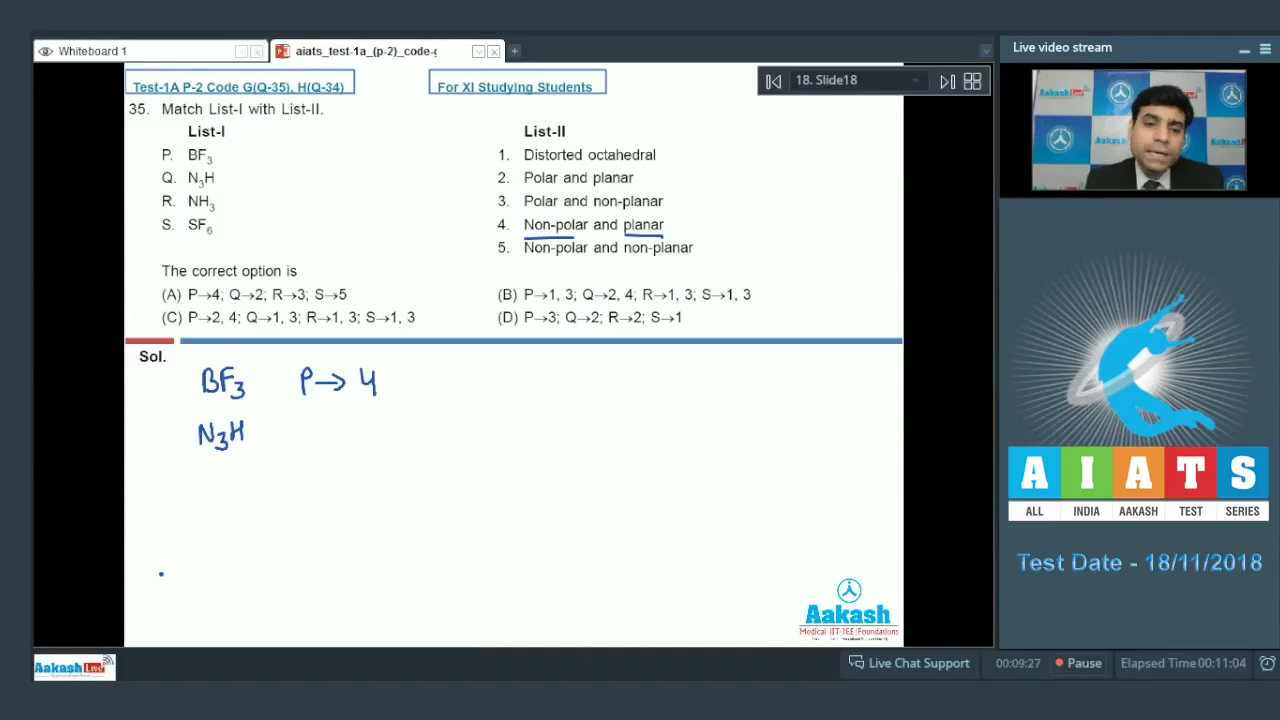 Whiteboard 1
aiats_test-1a_(p-2)_code-
Live video stream
Test-1A P-2 Code G(Q-35), H(Q-34)
For XI Studying Students
18. Slide18
35. Match List-I with List-II.
List-I List-II
P. BF3 1. Distorted octahedral
Q. N3H 2. Polar and planar
R. NH3 3. Polar and non-planar
S. SF6 4. Non-polar and planar
5. Non-polar and non-planar
The correct option is
(A) P→4; Q→2; R→3; S→5 (B) P→1, 3; Q→2, 4; R→1, 3; S→1, 3
(C) P→2, 4; Q→1, 3; R→1, 3; S→1, 3 (D) P→3; Q→2; R→2; S→1
Sol.
BF3 P→ 4
N3H
Aakash
Medical|IIT-JEE|Foundations
AIATS
ALL INDIA AAKASH TEST SERIES
Test Date - 18/11/2018
Aakash Live
Live Chat Support
00:09:27
Pause
Elapsed Time 00:11:04